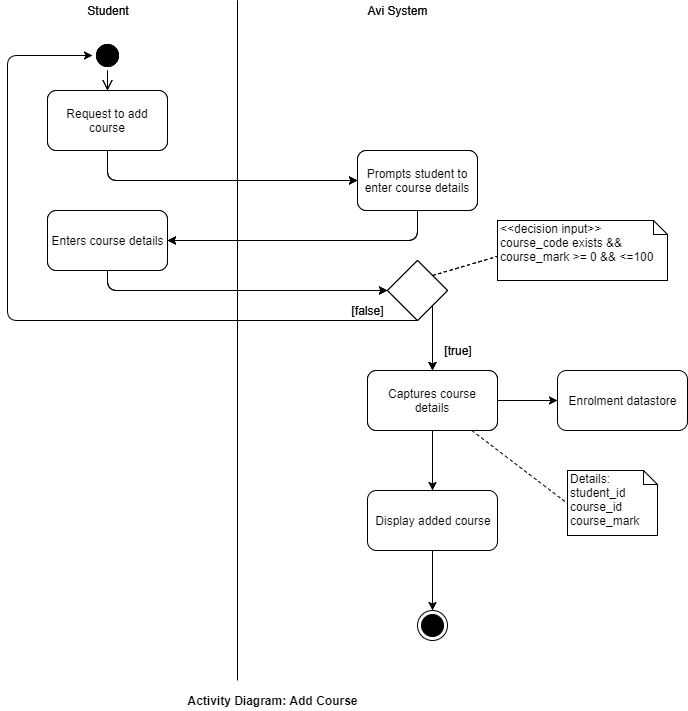 Student
Avi System
Request to add
course
Prompts student to
enter course details
Enters course details
<<decision input>>
course_code exists &&
course_mark >= 0 && <=100
[false]
[true]
Captures course
details
Enrolment datastore
Details:
student_id
course_id
course_mark
Display added course
Activity Diagram: Add Course